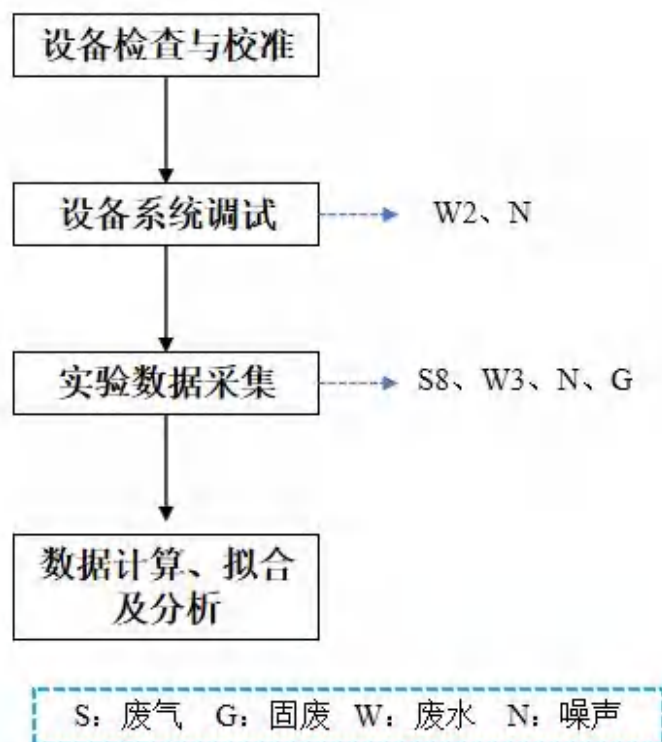 设备检查与校准
设备系统调试
W2、N
实验数据采集
S8、W3、N、G
数据计算、拟合
及分析
S：废气 G：固废 W：废水 N：噪声